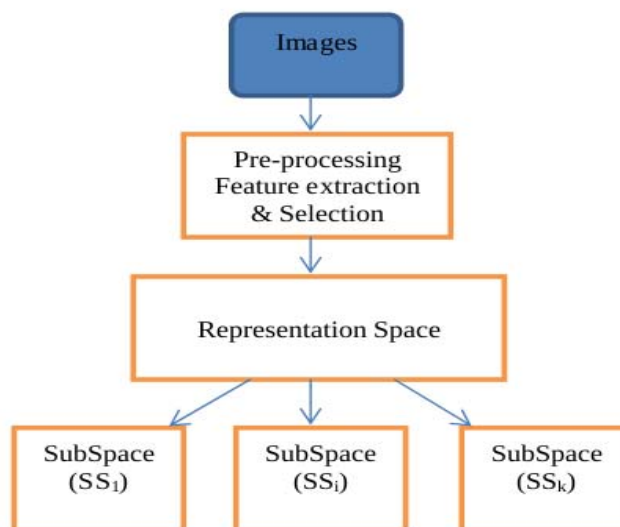 Images
Pre-processing
Feature extraction
& Selection
Representation Space
SubSpace
(SS₁)
SubSpace
(SSᵢ)
SubSpace
(SSₖ)